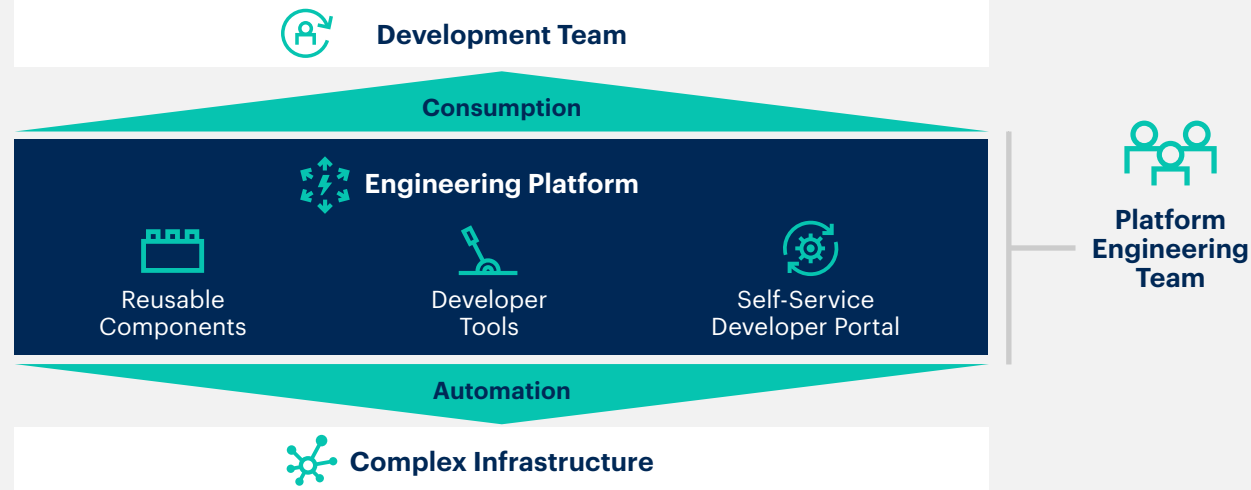 Development Team
Consumption
Engineering Platform
Reusable
Components
Developer
Tools
Self-Service
Developer Portal
Automation
Complex Infrastructure
Platform
Engineering
Team